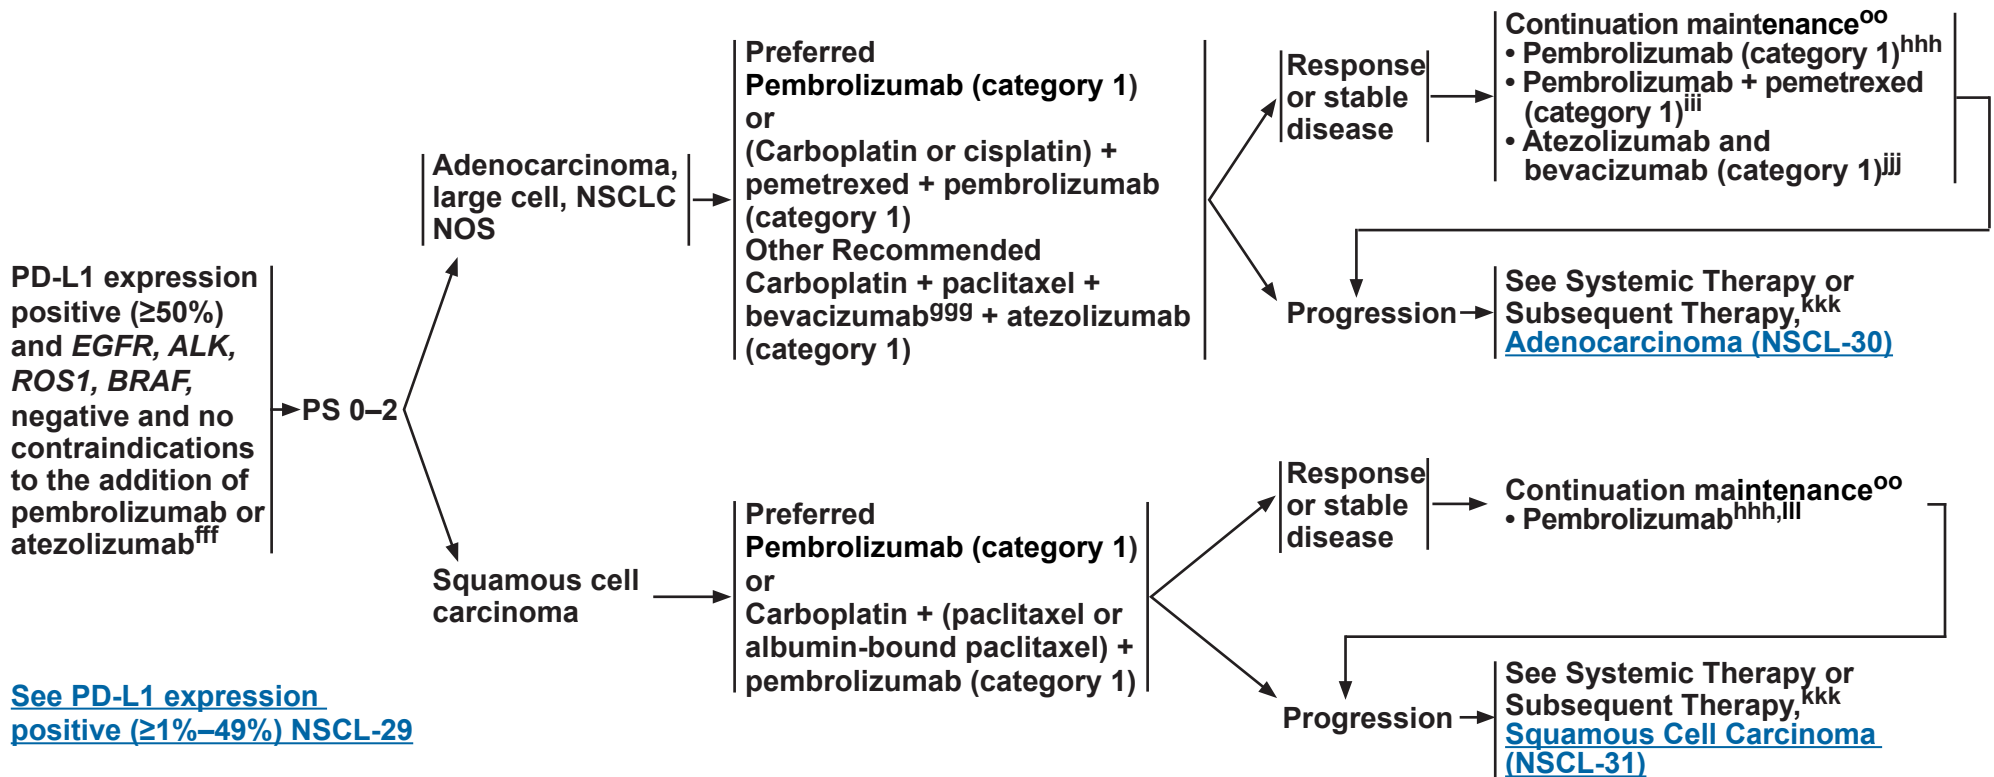 PD-L1 expression
positive (≥50%)
and EGFR, ALK,
ROS1, BRAF,
negative and no
contraindications
to the addition of
pembrolizumab or
atezolizumabfff
PS 0–2
Adenocarcinoma,
large cell, NSCLC
NOS
Preferred
Pembrolizumab (category 1)
or
(Carboplatin or cisplatin) +
pemetrexed + pembrolizumab
(category 1)
Other Recommended
Carboplatin + paclitaxel +
bevacizumabggg + atezolizumab
(category 1)
Response
or stable
disease
Continuation maintenanceoo
• Pembrolizumab (category 1)hhh
• Pembrolizumab + pemetrexed
(category 1)iii
• Atezolizumab and
bevacizumab (category 1)jjj
Progression
See Systemic Therapy or
Subsequent Therapy,kkk
Adenocarcinoma (NSCL-30)
Squamous cell
carcinoma
Preferred
Pembrolizumab (category 1)
or
Carboplatin + (paclitaxel or
albumin-bound paclitaxel) +
pembrolizumab (category 1)
Response
or stable
disease
Continuation maintenanceoo
• Pembrolizumabhhh,lll
Progression
See Systemic Therapy or
Subsequent Therapy,kkk
Squamous Cell Carcinoma
(NSCL-31)
See PD-L1 expression
positive (≥1%–49%) NSCL-29